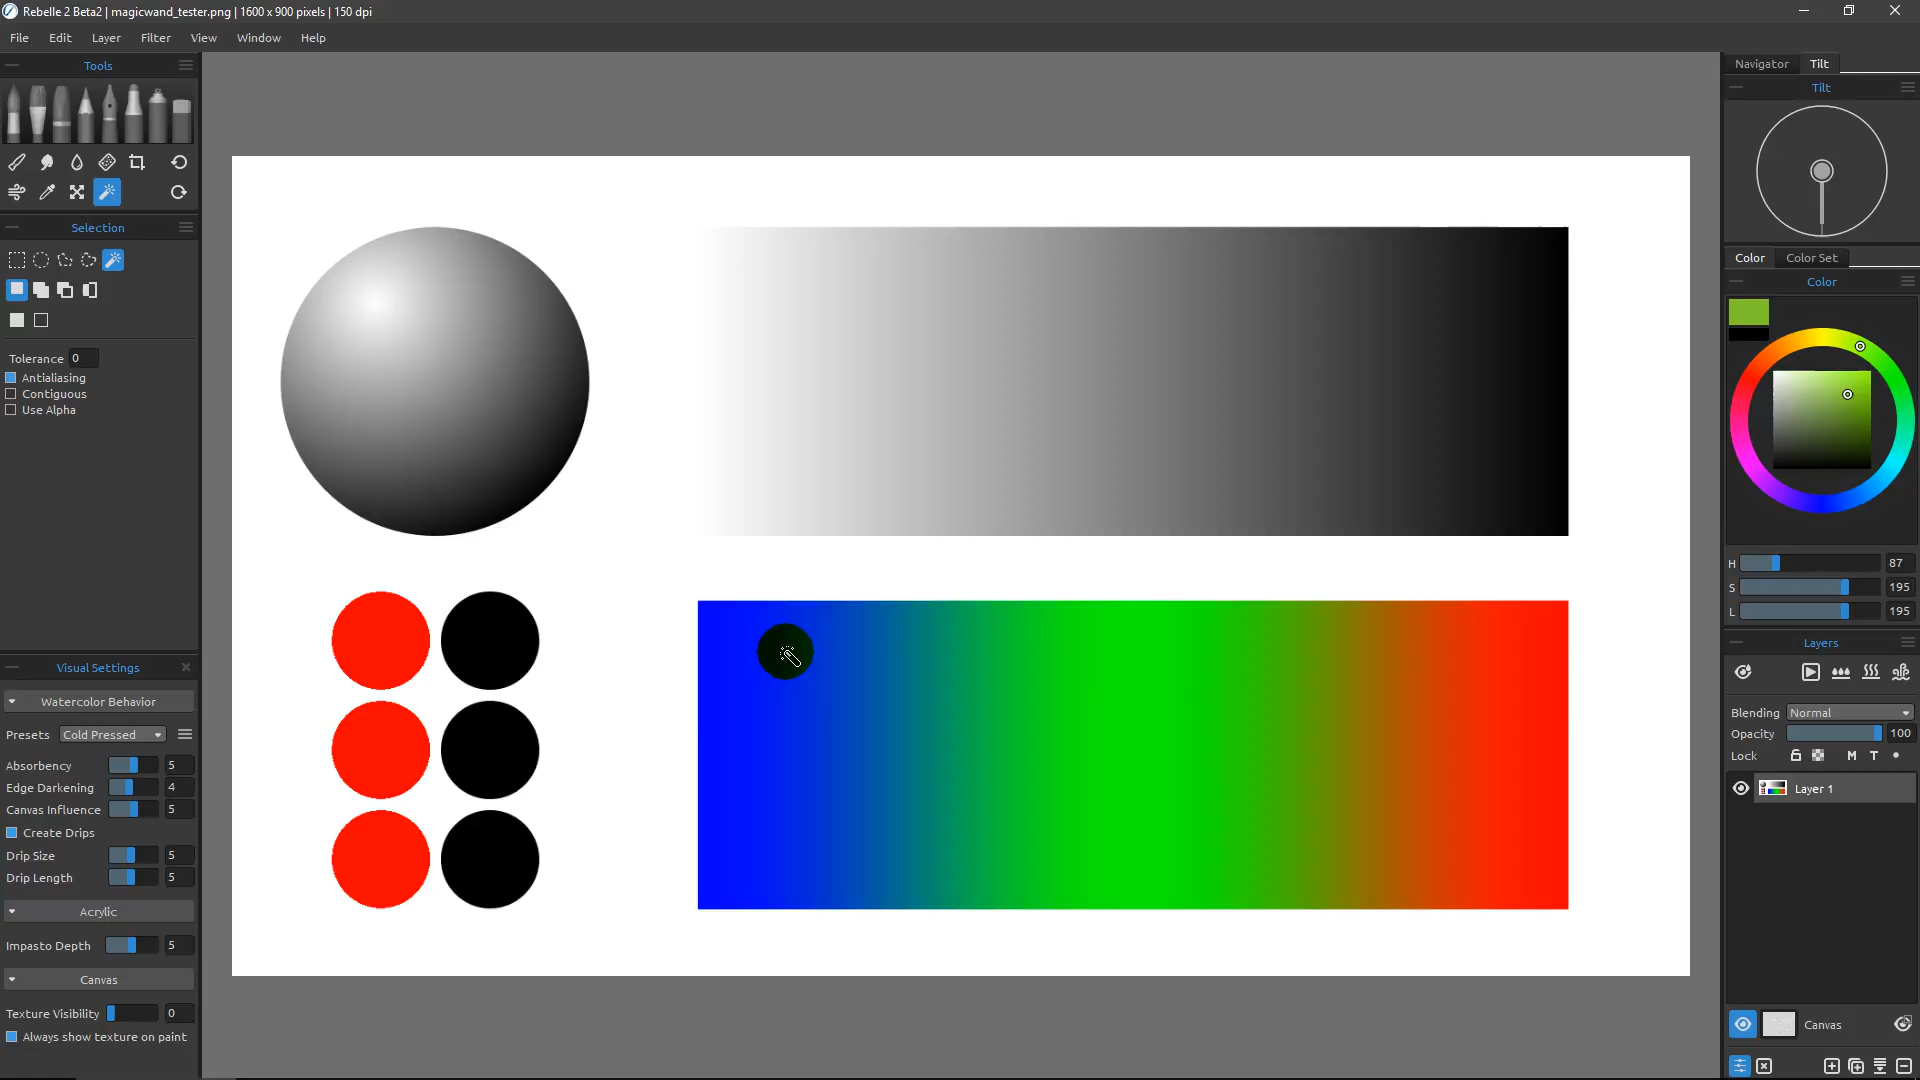 Rebelle 2 Beta2 | magicwand_tester.png | 1600 x 900 pixels | 150 dpi
File Edit Layer Filter View Window Help
Tools
Selection
Tolerance 0
Antialiasing
Contiguous
Use Alpha
Visual Settings
Watercolor Behavior
Presets Cold Pressed
Absorbency 5
Edge Darkening 4
Canvas Influence 5
Create Drips
Drip Size 5
Drip Length 5
Acrylic
Impasto Depth 5
Canvas
Texture Visibility 0
Always show texture on paint
Navigator Tilt
Tilt
Color Color Set
Color
H 87
S 195
L 195
Layers
Blending Normal
Opacity 100
Lock M T
Layer 1
Canvas